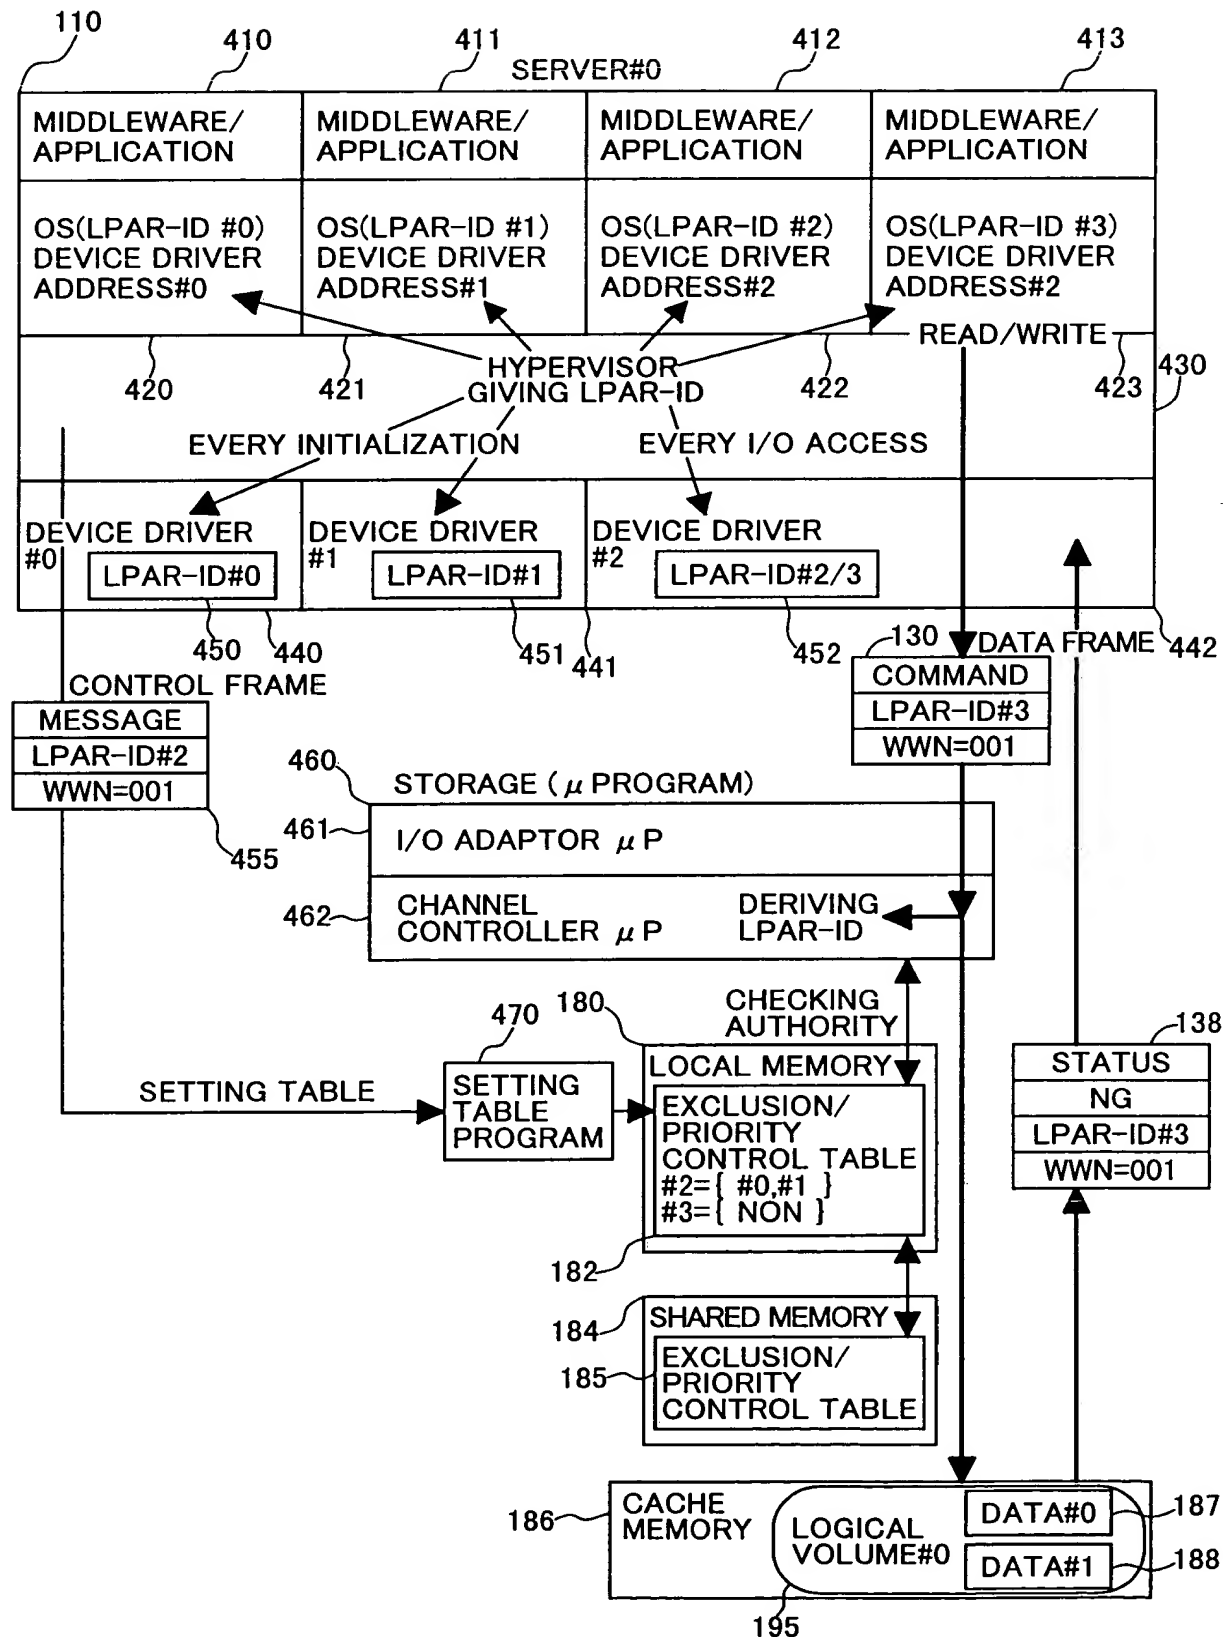 110
410
411
412
413
SERVER#0
MIDDLEWARE/
APPLICATION
MIDDLEWARE/
APPLICATION
MIDDLEWARE/
APPLICATION
MIDDLEWARE/
APPLICATION
OS(LPAR-ID #0)
DEVICE DRIVER
ADDRESS#0
OS(LPAR-ID #1)
DEVICE DRIVER
ADDRESS#1
OS(LPAR-ID #2)
DEVICE DRIVER
ADDRESS#2
OS(LPAR-ID #3)
DEVICE DRIVER
ADDRESS#2
READ/WRITE
420
421
HYPERVISOR
GIVING LPAR-ID
422
423
430
EVERY INITIALIZATION
EVERY I/O ACCESS
DEVICE DRIVER
#0
LPAR-ID#0
DEVICE DRIVER
#1
LPAR-ID#1
DEVICE DRIVER
#2
LPAR-ID#2/3
450
440
451
441
452
130
DATA FRAME
442
CONTROL FRAME
MESSAGE
LPAR-ID#2
WWN=001
455
COMMAND
LPAR-ID#3
WWN=001
460
STORAGE ( μ PROGRAM)
461
I/O ADAPTOR μ P
462
CHANNEL
CONTROLLER μ P
DERIVING
LPAR-ID
CHECKING
AUTHORITY
470
180
138
SETTING TABLE
SETTING
TABLE
PROGRAM
LOCAL MEMORY
EXCLUSION/
PRIORITY
CONTROL TABLE
#2={ #0,#1 }
#3={ NON }
STATUS
NG
LPAR-ID#3
WWN=001
182
184
SHARED MEMORY
185
EXCLUSION/
PRIORITY
CONTROL TABLE
186
CACHE
MEMORY
LOGICAL
VOLUME#0
DATA#0
187
DATA#1
188
195